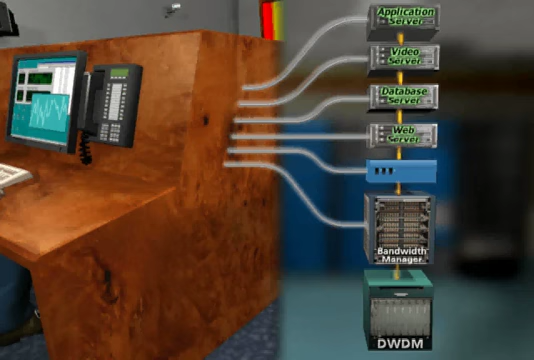 Application
Server
Video
Server
Database
Server
Web
Server
Bandwidth
Manager
DWDM